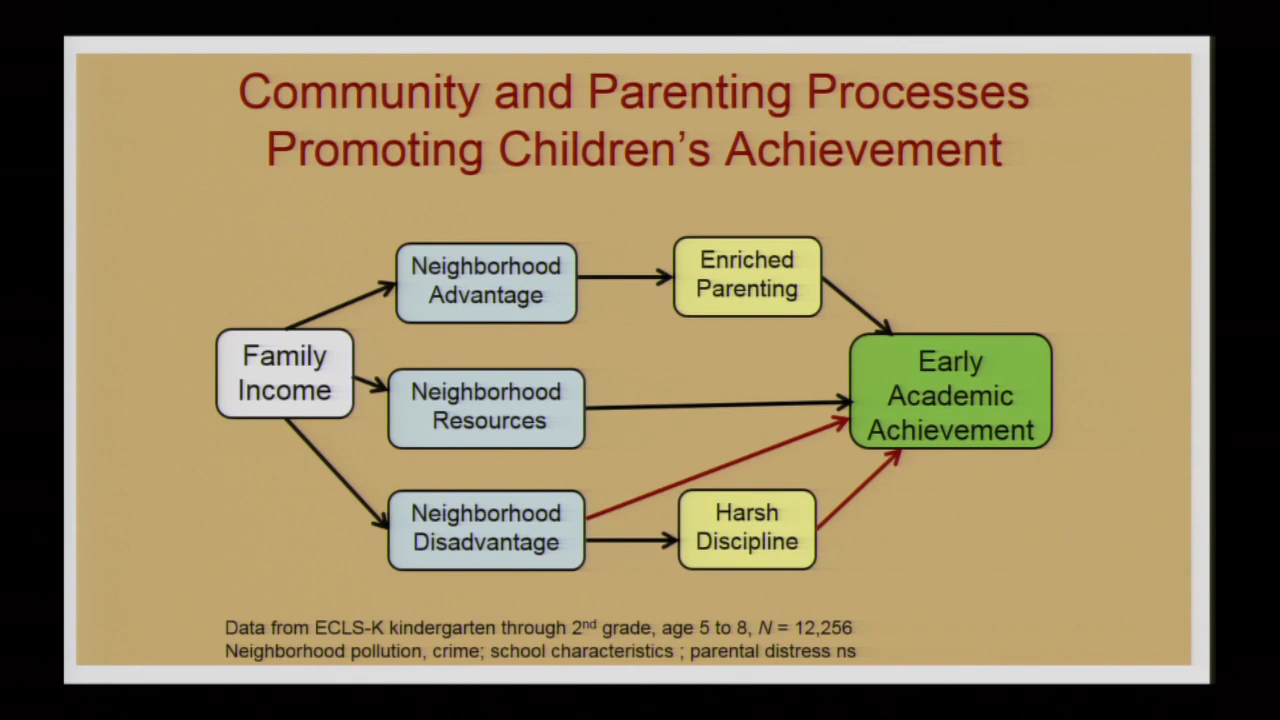 Community and Parenting Processes
Promoting Children's Achievement
Neighborhood
Advantage
Enriched
Parenting
Family
Income
Neighborhood
Resources
Early
Academic
Achievement
Neighborhood
Disadvantage
Harsh
Discipline
Data from ECLS-K kindergarten through 2nd grade, age 5 to 8, N = 12,256
Neighborhood pollution, crime; school characteristics ; parental distress ns